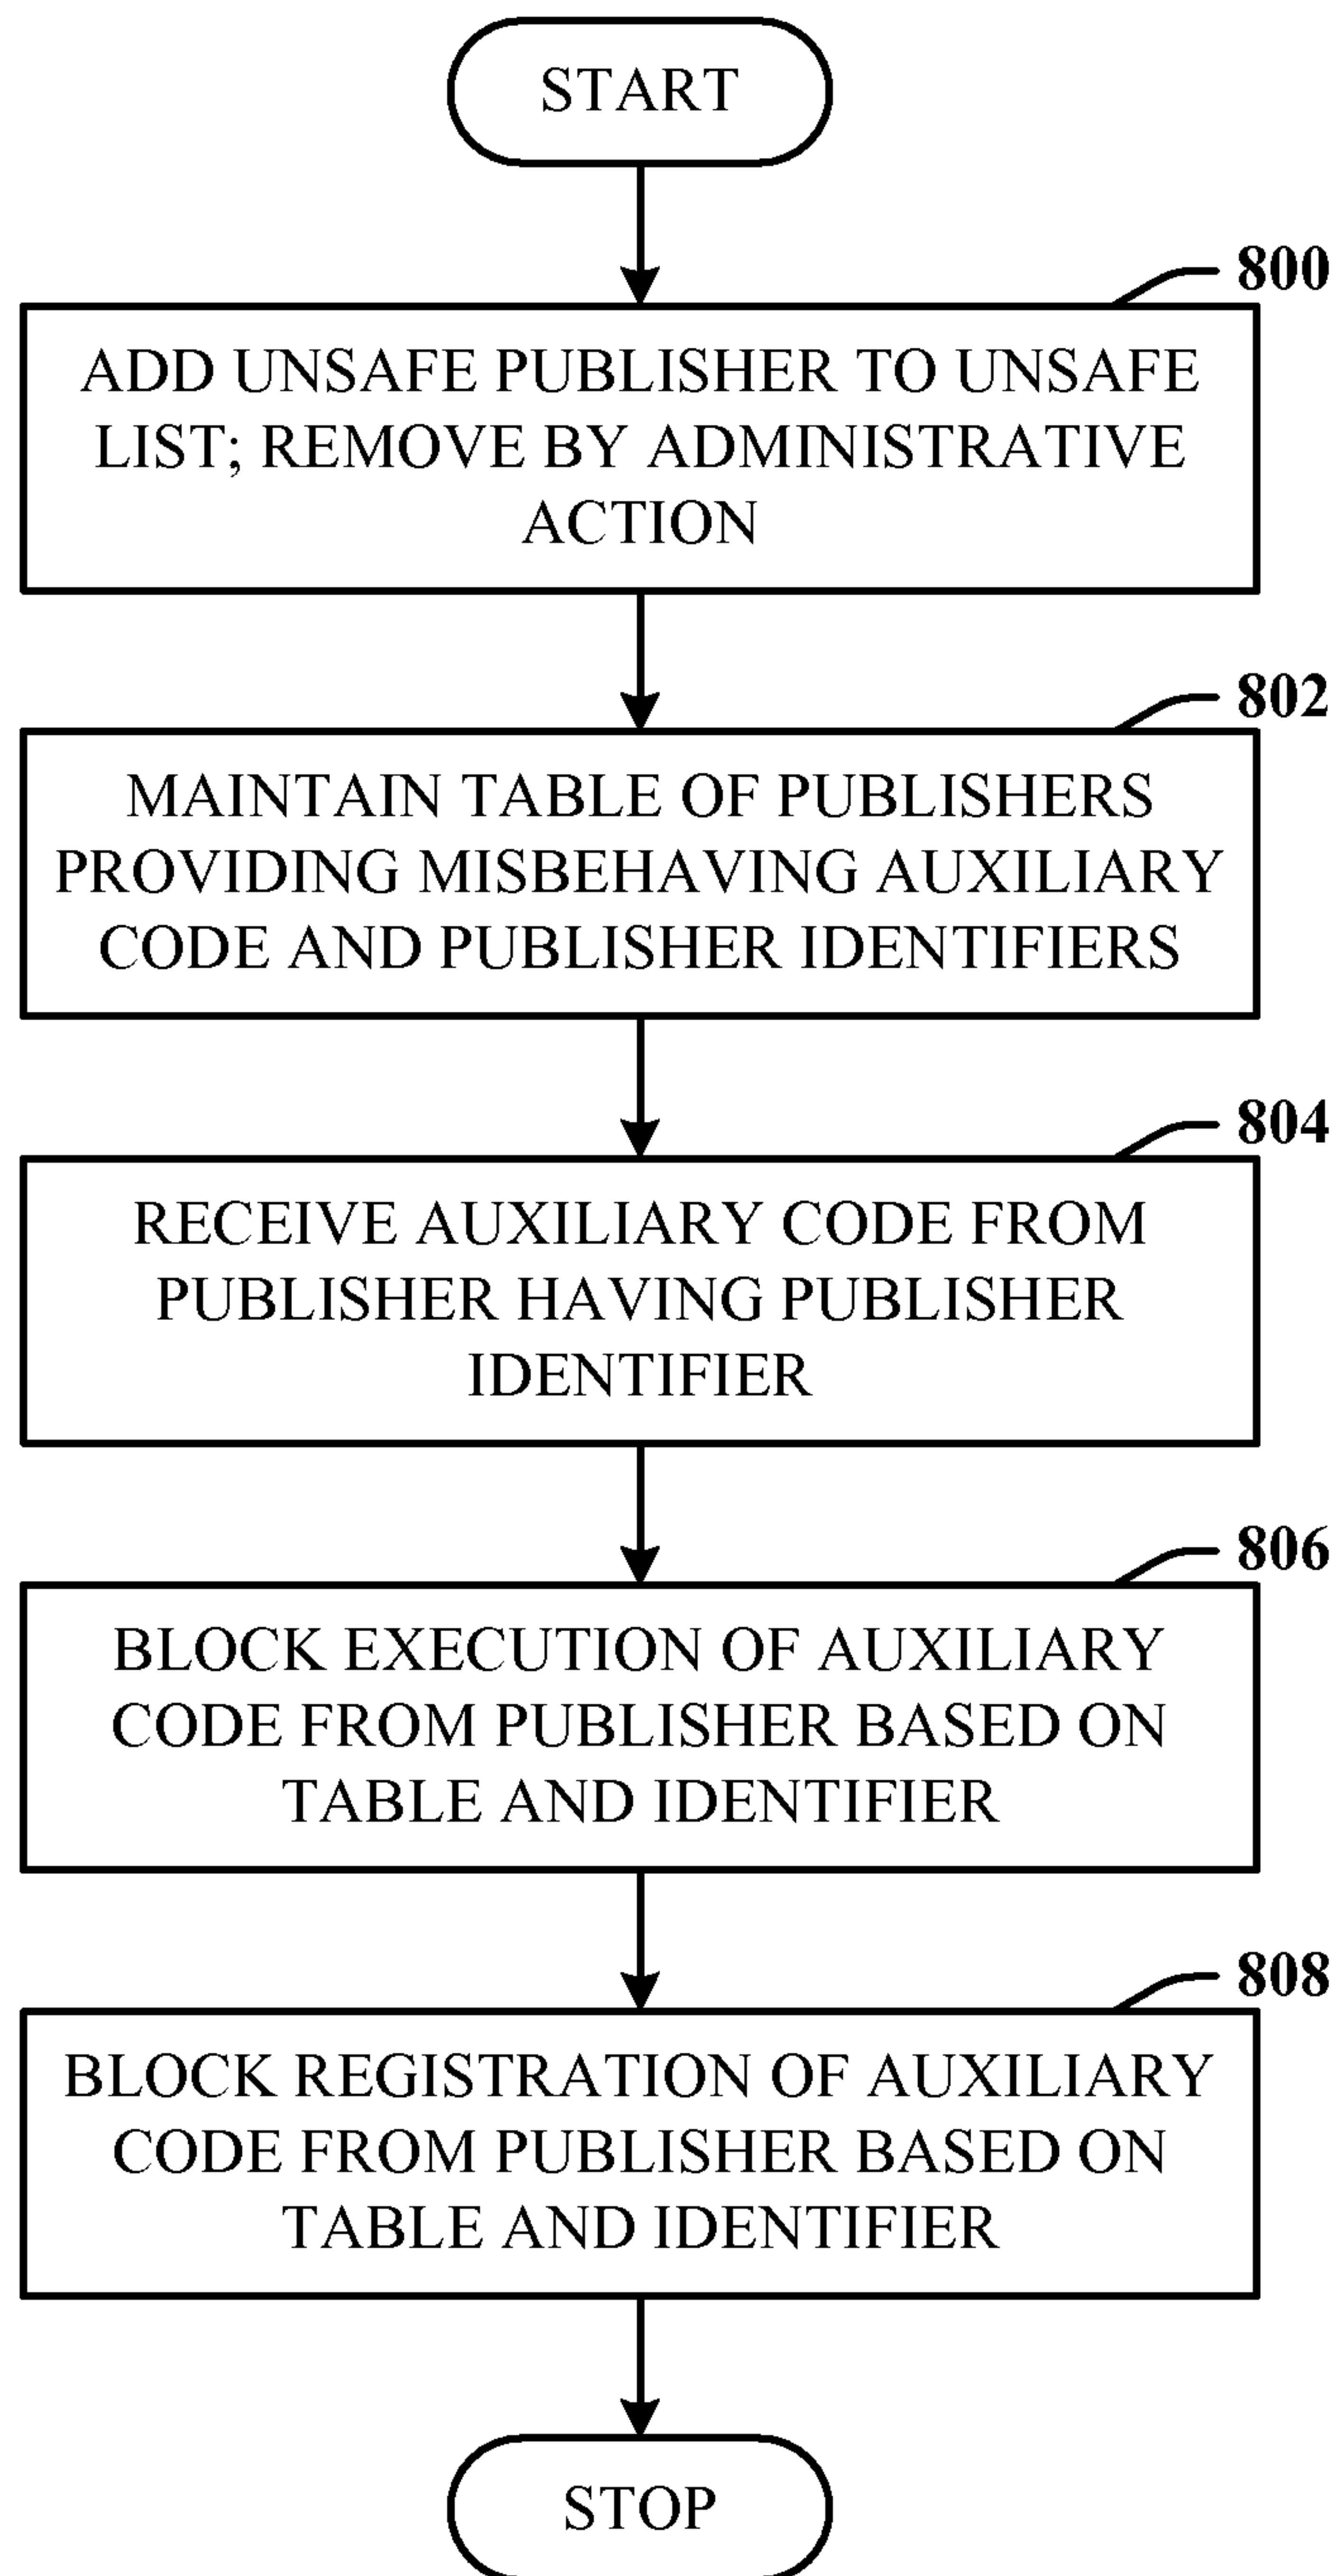 START
800
ADD UNSAFE PUBLISHER TO UNSAFE
LIST; REMOVE BY ADMINISTRATIVE
ACTION
802
MAINTAIN TABLE OF PUBLISHERS
PROVIDING MISBEHAVING AUXILIARY
CODE AND PUBLISHER IDENTIFIERS
804
RECEIVE AUXILIARY CODE FROM
PUBLISHER HAVING PUBLISHER
IDENTIFIER
806
BLOCK EXECUTION OF AUXILIARY
CODE FROM PUBLISHER BASED ON
TABLE AND IDENTIFIER
808
BLOCK REGISTRATION OF AUXILIARY
CODE FROM PUBLISHER BASED ON
TABLE AND IDENTIFIER
STOP